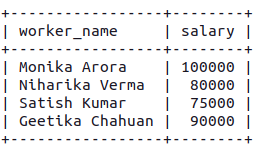 +-----------------+--------+
| worker_name     | salary |
+-----------------+--------+
| Monika Arora    | 100000 |
| Niharika Verma  |  80000 |
| Satish Kumar    |  75000 |
| Geetika Chahuan |  90000 |
+-----------------+--------+